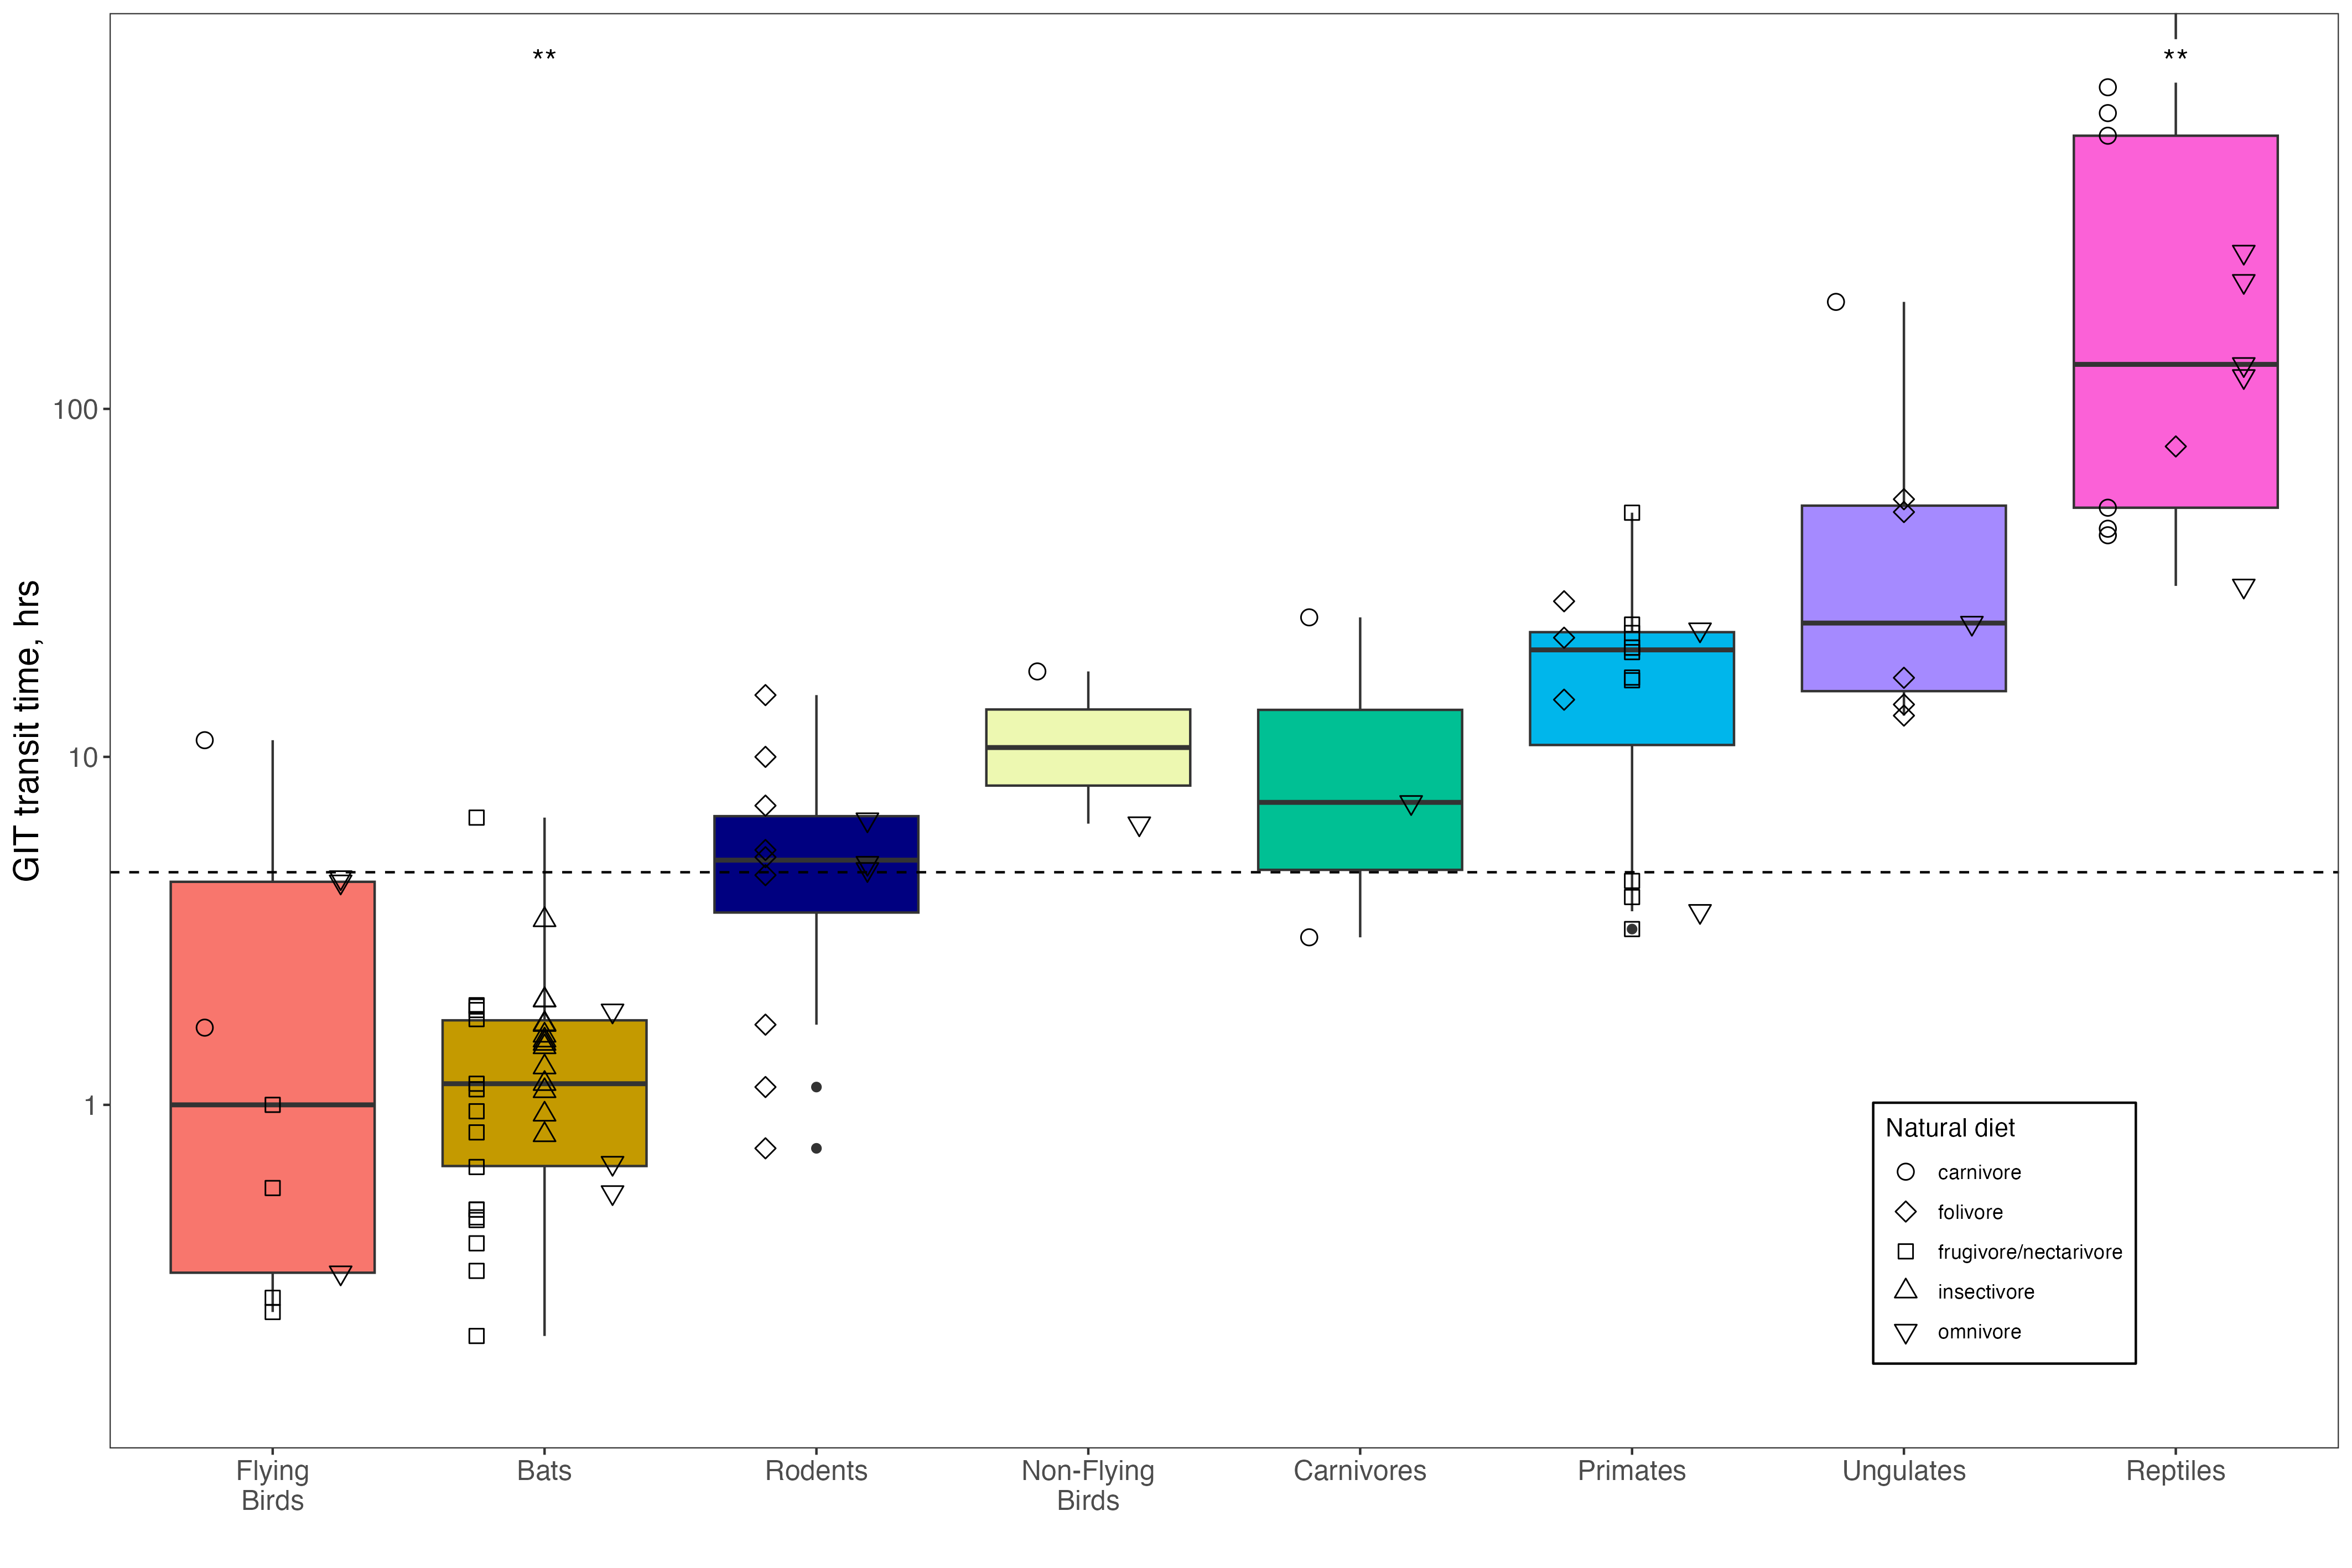 **
**
GIT transit time, hrs
100
10
1
Natural diet
carnivore
folivore
frugivore/nectarivore
insectivore
omnivore
Flying
Birds
Bats
Rodents
Non-Flying
Birds
Carnivores
Primates
Ungulates
Reptiles